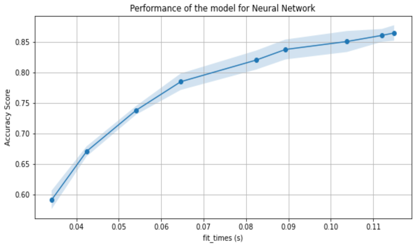 Performance of the model for Neural Network
Accuracy Score
0.85
0.80
0.75
0.70
0.65
0.60
0.04 0.05 0.06 0.07 0.08 0.09 0.10 0.11
fit_times (s)